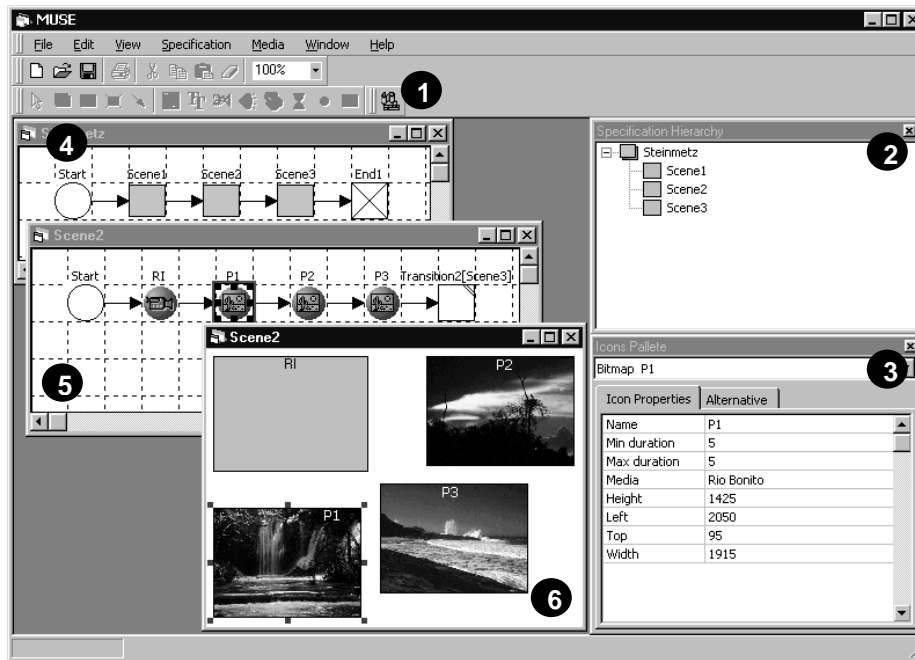 MUSE
File Edit View Specification Media Window Help
100%
1
4
Start Scene1 Scene2 Scene3 End1
Scene2
Start RI P1 P2 P3 Transition2[Scene3]
5
Scene2
RI
P2
P1
P3
6
Specification Hierarchy
2
Steinmetz
Scene1
Scene2
Scene3
Icons Pallete
3
Bitmap P1
Icon Properties Alternative
Name P1
Min duration 5
Max duration 5
Media Rio Bonito
Height 1425
Left 2050
Top 95
Width 1915